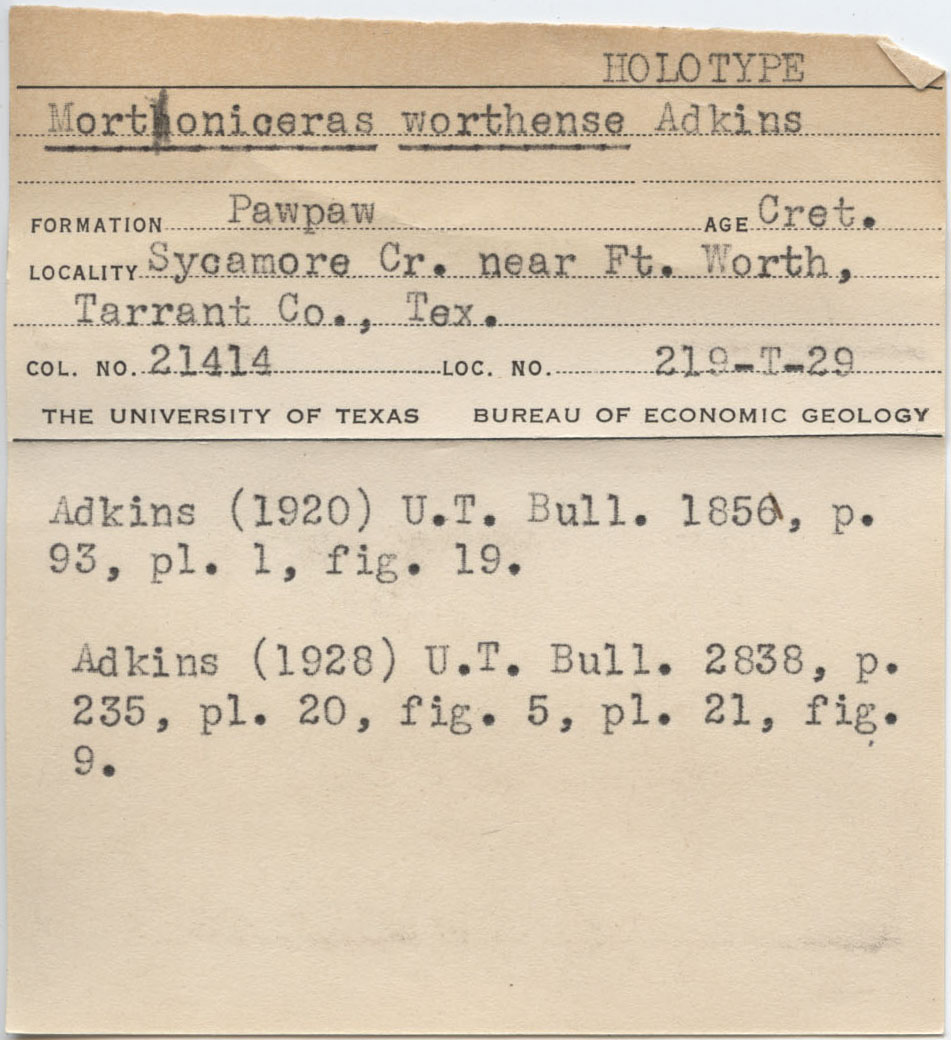 HOLOTYPE
Morthoniceras worthense Adkins
FORMATION Pawpaw AGE Cret.
LOCALITY Sycamore Cr. near Ft. Worth,
Tarrant Co., Tex.
COL. NO. 21414 LOC. NO. 219-T-29
THE UNIVERSITY OF TEXAS BUREAU OF ECONOMIC GEOLOGY
Adkins (1920) U.T. Bull. 1856, p.
93, pl. 1, fig. 19.
Adkins (1928) U.T. Bull. 2838, p.
235, pl. 20, fig. 5, pl. 21, fig.
9.